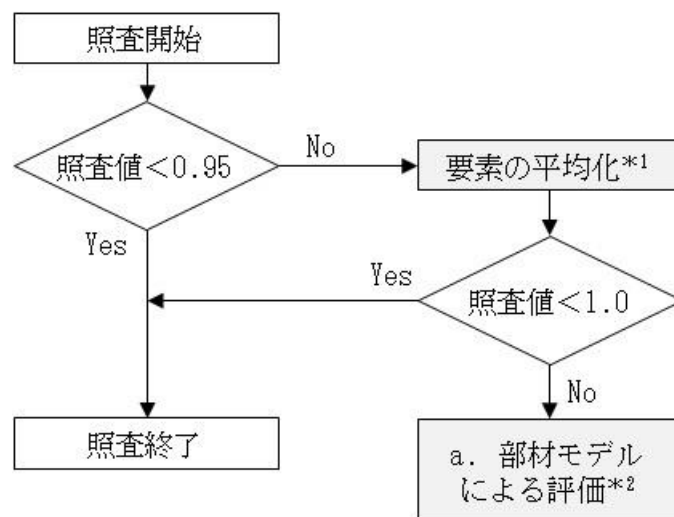 照査開始
照査値＜0.95
No
要素の平均化*1
Yes
Yes
照査値＜1.0
No
照査終了
a. 部材モデル
による評価*2